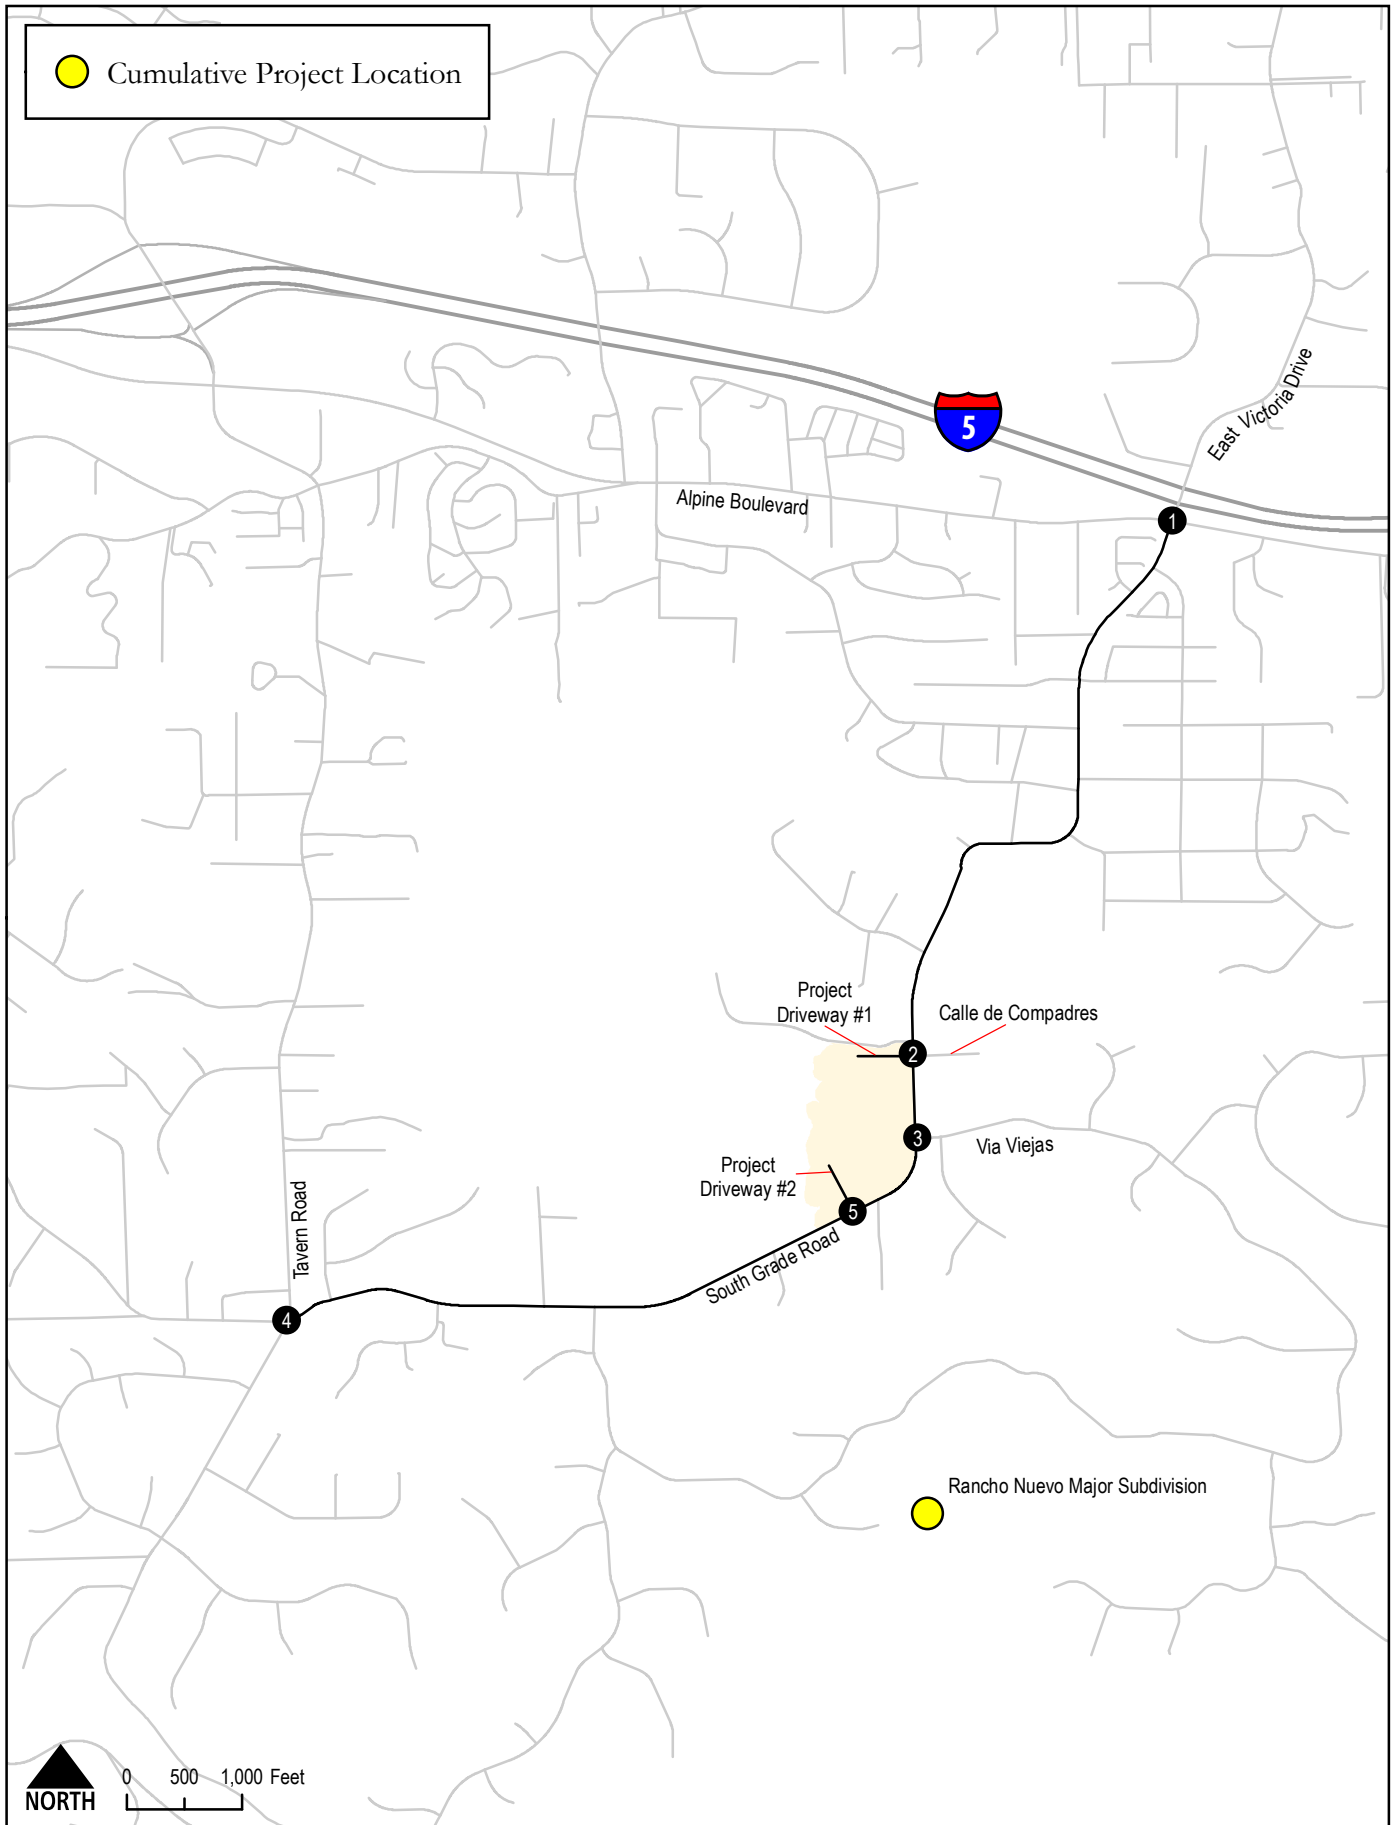 Cumulative Project Location
5
East Victoria Drive
Alpine Boulevard
1
Project
Driveway #1
Calle de Compadres
2
3
Via Viejas
Project
Driveway #2
5
South Grade Road
Tavern Road
4
Rancho Nuevo Major Subdivision
NORTH
0 500 1,000 Feet